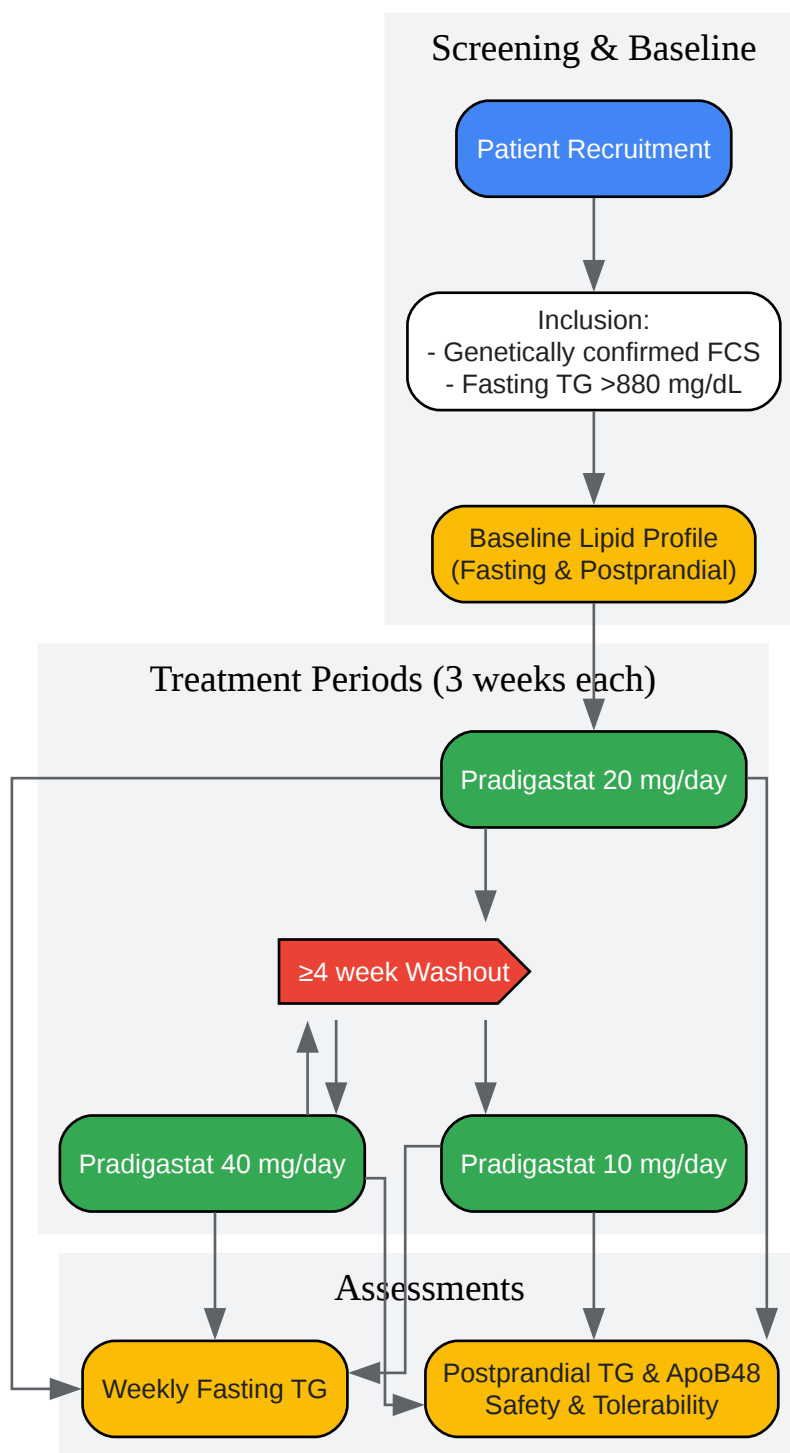 Screening & Baseline
Patient Recruitment
Inclusion:
- Genetically confirmed FCS
- Fasting TG >880 mg/dL
Baseline Lipid Profile
(Fasting & Postprandial)
Treatment Periods (3 weeks each)
Pradigastat 20 mg/day
≥4 week Washout
Pradigastat 40 mg/day
Pradigastat 10 mg/day
Assessments
Weekly Fasting TG
Postprandial TG & ApoB48
Safety & Tolerability